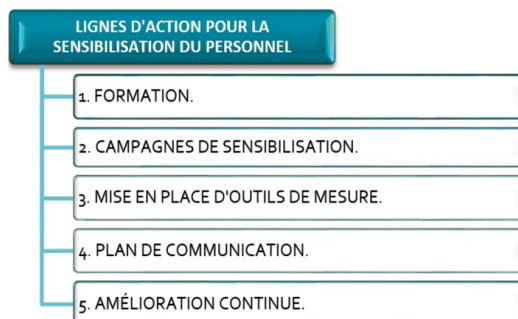 LIGNES D'ACTION POUR LA
SENSIBILISATION DU PERSONNEL
1. FORMATION.
2. CAMPAGNES DE SENSIBILISATION.
3. MISE EN PLACE D'OUTILS DE MESURE.
4. PLAN DE COMMUNICATION.
5. AMÉLIORATION CONTINUE.